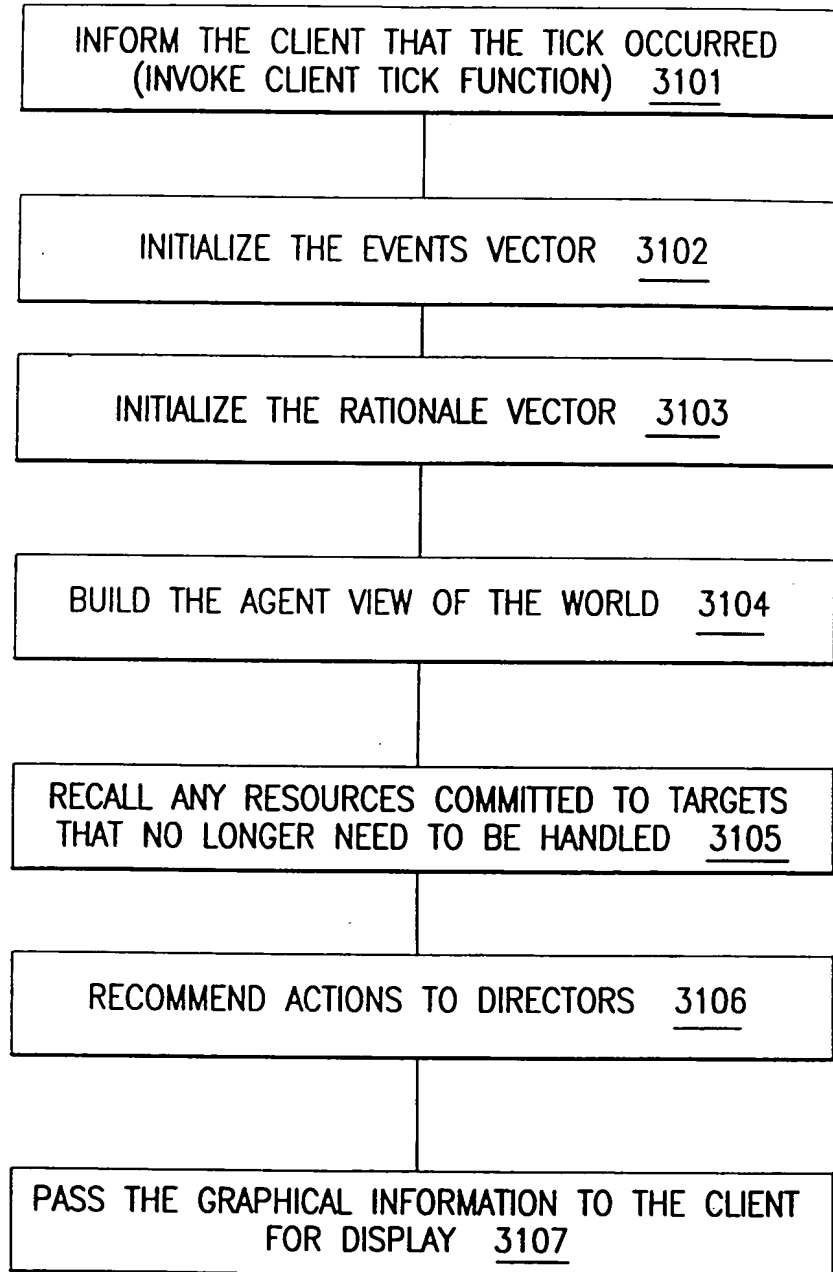 INFORM THE CLIENT THAT THE TICK OCCURRED
(INVOKE CLIENT TICK FUNCTION) 3101
INITIALIZE THE EVENTS VECTOR 3102
INITIALIZE THE RATIONALE VECTOR 3103
BUILD THE AGENT VIEW OF THE WORLD 3104
RECALL ANY RESOURCES COMMITTED TO TARGETS
THAT NO LONGER NEED TO BE HANDLED 3105
RECOMMEND ACTIONS TO DIRECTORS 3106
PASS THE GRAPHICAL INFORMATION TO THE CLIENT
FOR DISPLAY 3107